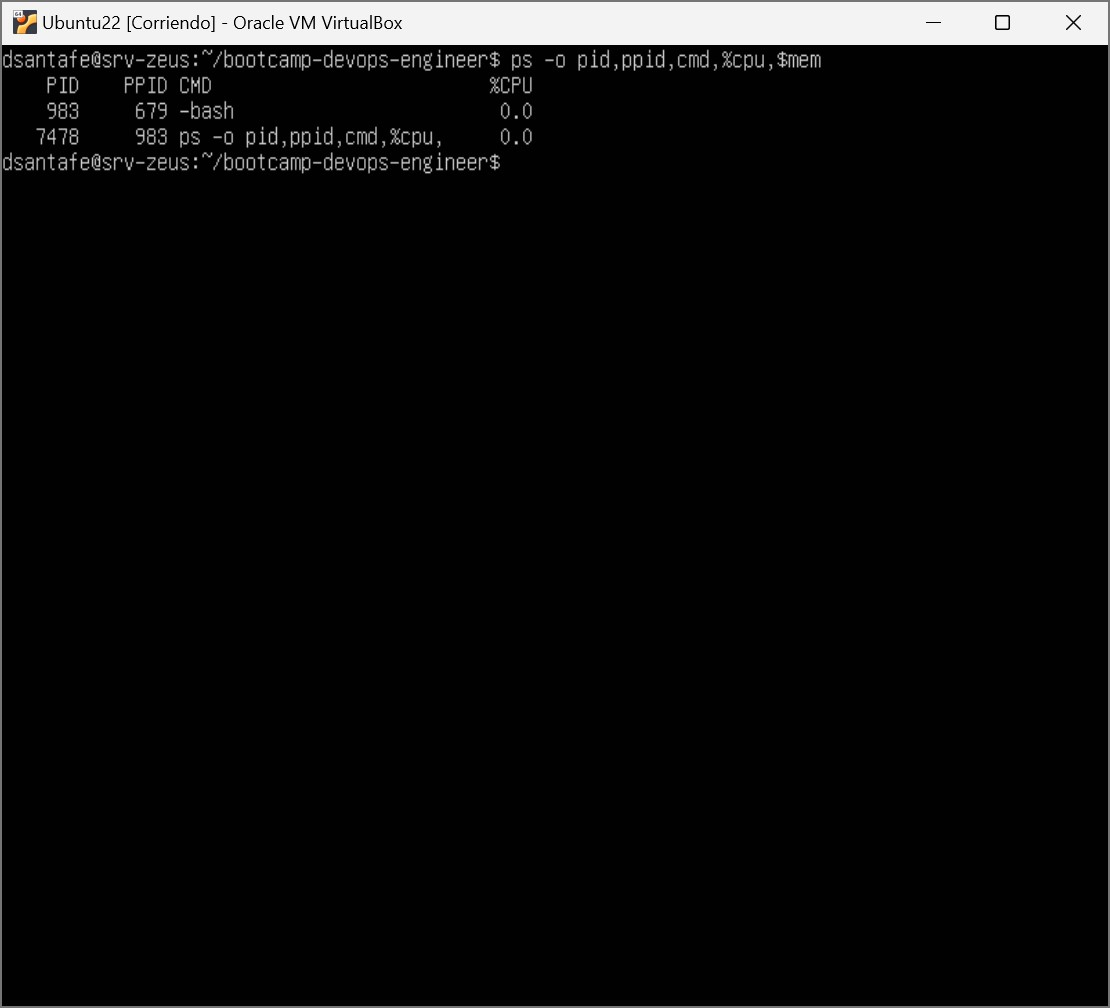 Ubuntu22 [Corriendo] - Oracle VM VirtualBox
dsantafe@srv-zeus:~/bootcamp-devops-engineer$ ps -o pid,ppid,cmd,%cpu,$mem
PID PPID CMD %CPU
983 679 -bash 0.0
7478 983 ps -o pid,ppid,cmd,%cpu, 0.0
dsantafe@srv-zeus:~/bootcamp-devops-engineer$